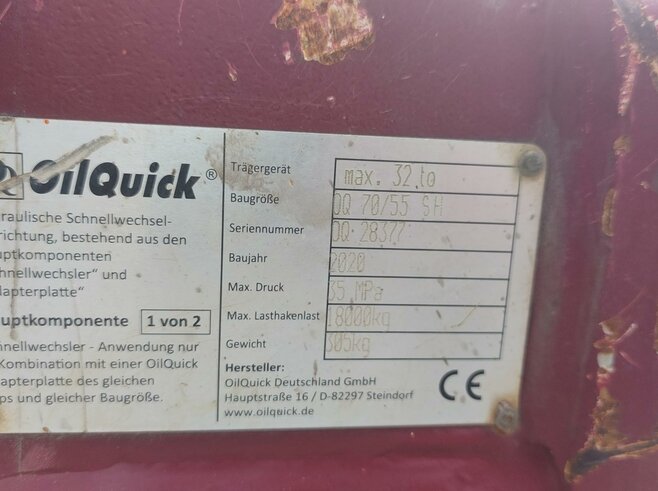 OilQuick®
raulische Schnellwechsel-
richtung, bestehend aus den
uptkomponenten
hnellwechsler" und
lapterplatte"
uptkomponente 1 von 2
hnellwechsler - Anwendung nur
Kombination mit einer OilQuick
apterplatte des gleichen
ps und gleicher Baugröße.
Trägergerät max. 32 to
Baugröße OQ 70/55 SH
Seriennummer OQ 28377
Baujahr 2020
Max. Druck 35 MPa
Max. Lasthakenlast 18000kg
Gewicht 305kg
Hersteller:
OilQuick Deutschland GmbH
Hauptstraße 16 / D-82297 Steindorf
www.oilquick.de
CE